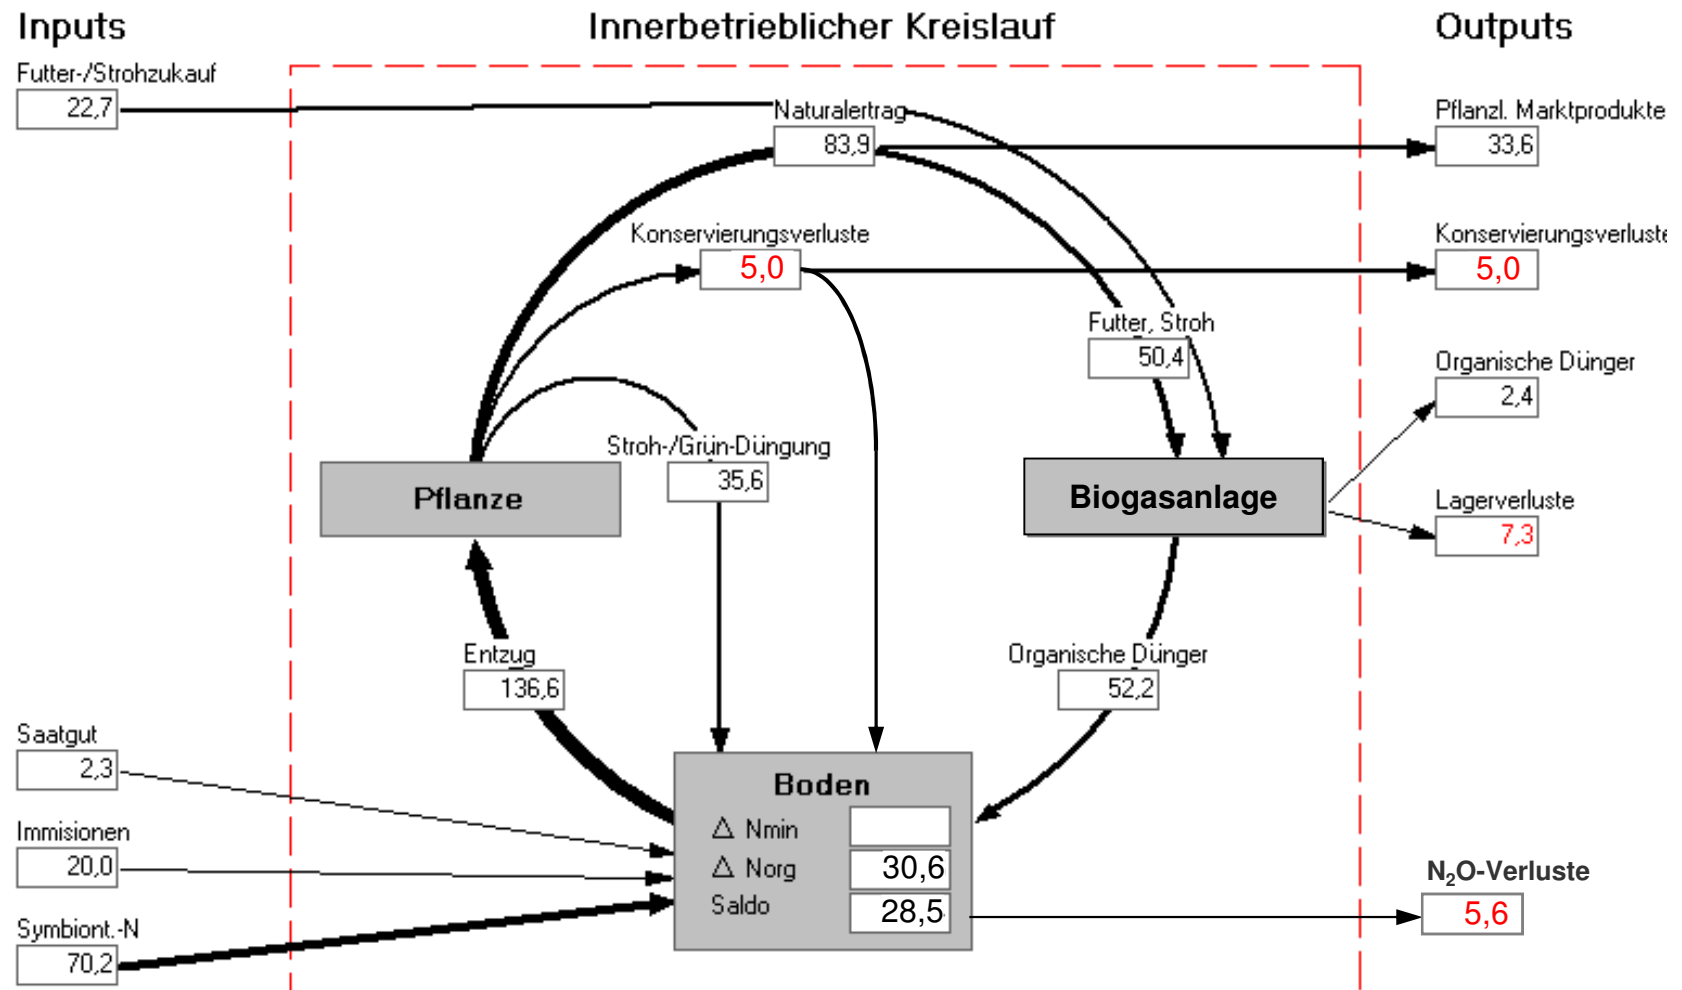 Inputs
Innerbetrieblicher Kreislauf
Outputs
Futter-/Strohzukauf
22,7
Naturalertrag
83,9
Pflanzl. Marktprodukte
33,6
Konservierungsverluste
5,0
Konservierungsverluste
5,0
Futter, Stroh
50,4
Organische Dünger
2,4
Stroh-/Grün-Düngung
35,6
Pflanze
Biogasanlage
Lagerverluste
7,3
Entzug
136,6
Organische Dünger
52,2
Saatgut
2,3
Boden
Δ Nmin
Δ Norg
30,6
Saldo
28,5
Immisionen
20,0
N₂O-Verluste
5,6
Symbiont.-N
70,2